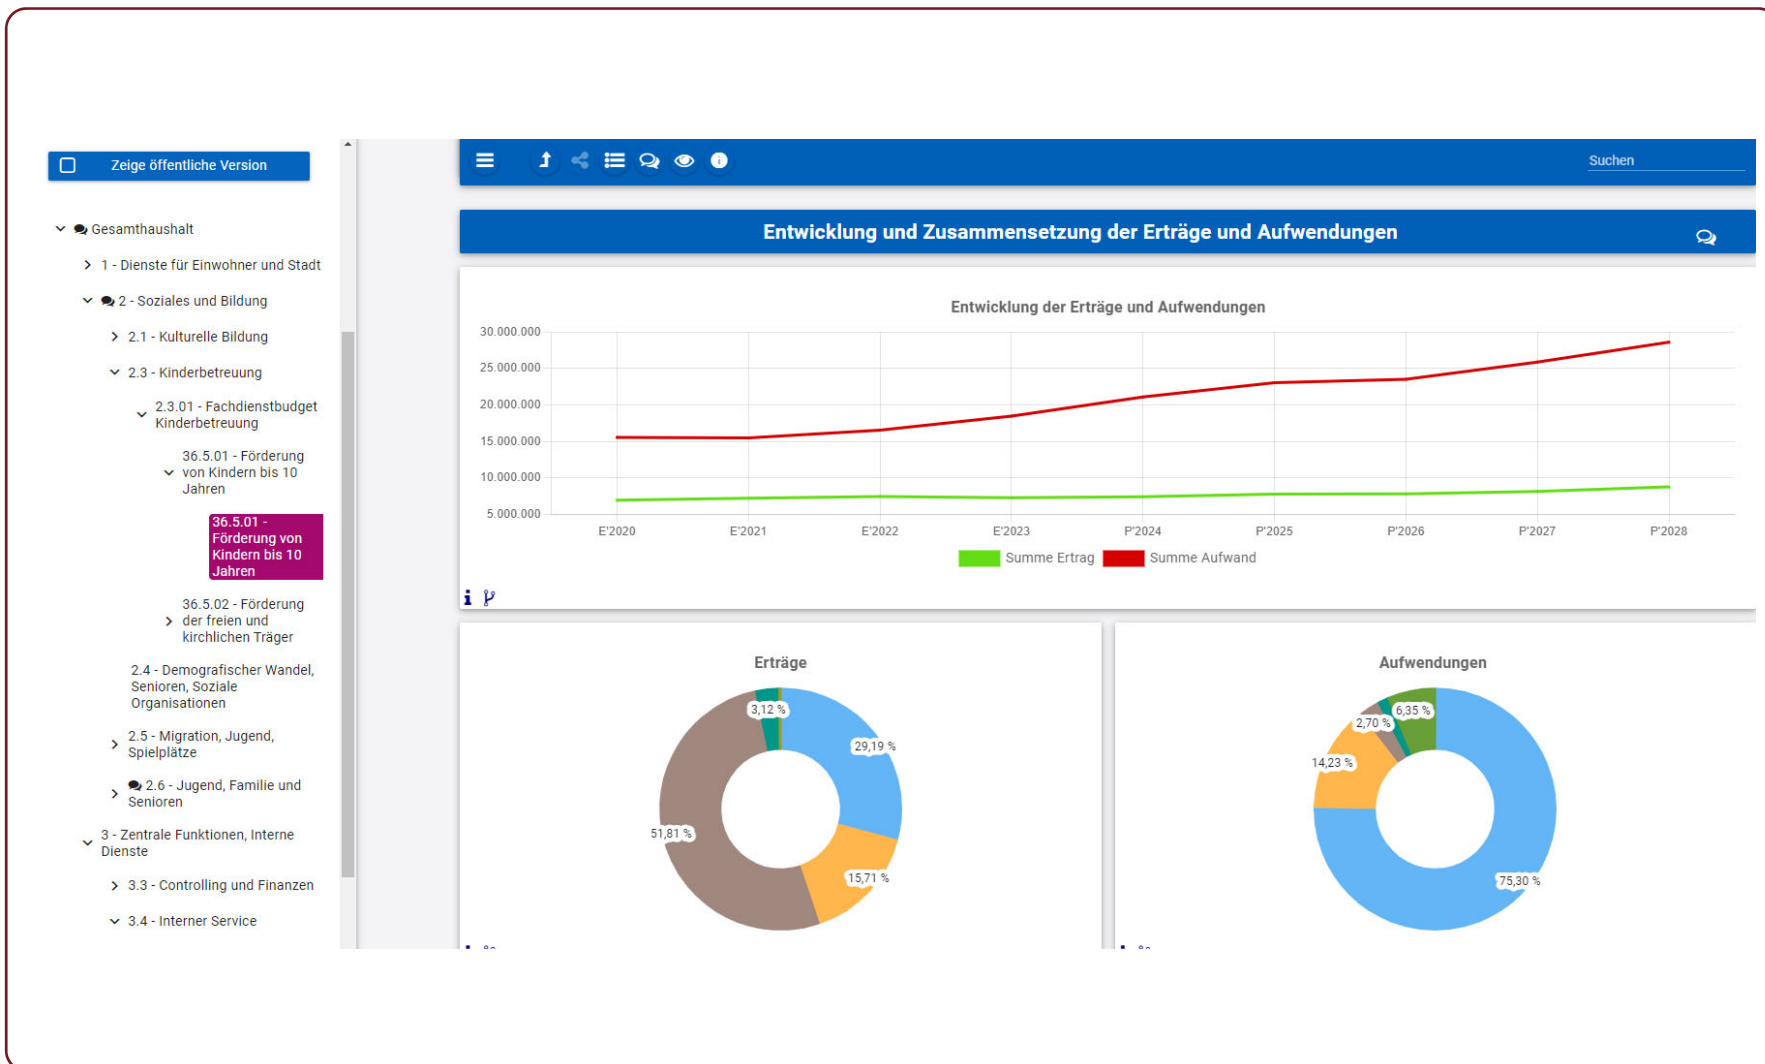 Zeige öffentliche Version
Gesamthaushalt
1 - Dienste für Einwohner und Stadt
2 - Soziales und Bildung
2.1 - Kulturelle Bildung
2.3 - Kinderbetreuung
2.3.01 - Fachdienstbudget
Kinderbetreuung
36.5.01 - Förderung
von Kindern bis 10
Jahren
36.5.01 -
Förderung von
Kindern bis 10
Jahren
36.5.02 - Förderung
der freien und
kirchlichen Träger
2.4 - Demografischer Wandel,
Senioren, Soziale
Organisationen
2.5 - Migration, Jugend,
Spielplätze
2.6 - Jugend, Familie und
Senioren
3 - Zentrale Funktionen, Interne
Dienste
3.3 - Controlling und Finanzen
3.4 - Interner Service
Suchen
Entwicklung und Zusammensetzung der Erträge und Aufwendungen
Entwicklung der Erträge und Aufwendungen
30.000.000
25.000.000
20.000.000
15.000.000
10.000.000
5.000.000
E'2020 E'2021 E'2022 E'2023 P'2024 P'2025 P'2026 P'2027 P'2028
Summe Ertrag Summe Aufwand
Erträge
3,12 %
29,19 %
51,81 %
15,71 %
Aufwendungen
6,35 %
2,70 %
14,23 %
75,30 %